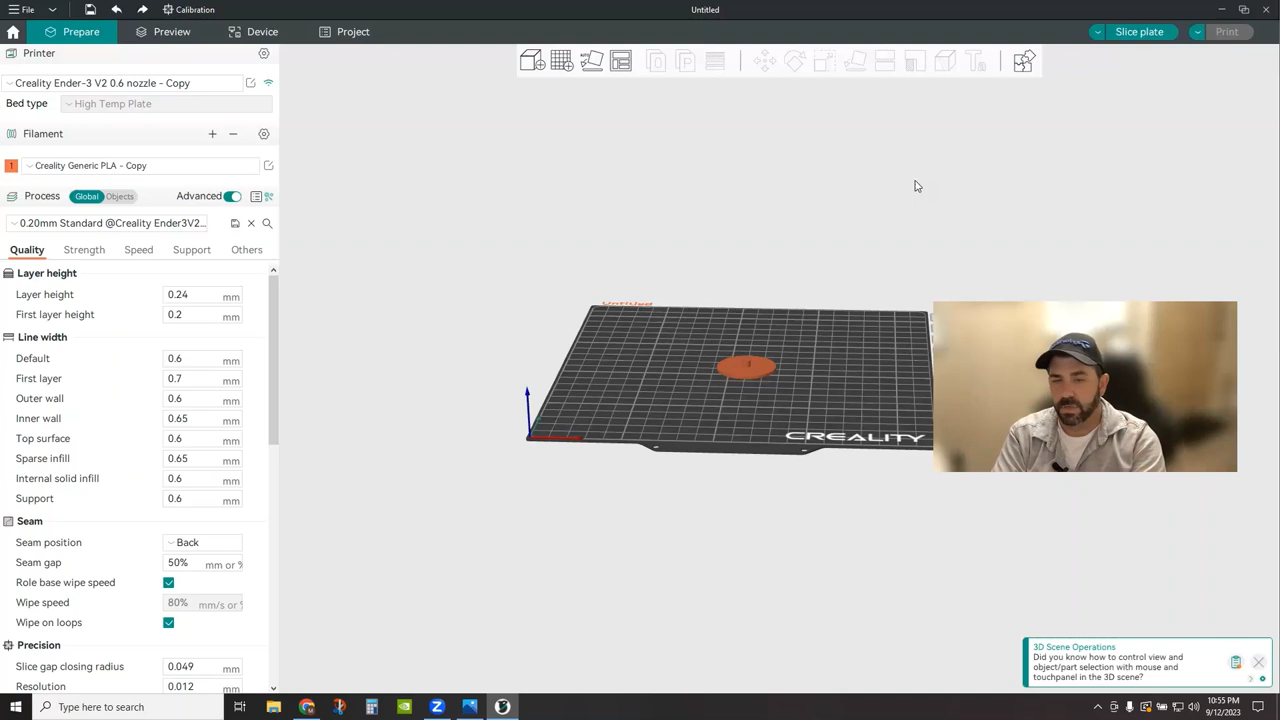 File
Calibration
Untitled
Prepare
Preview
Device
Project
Slice plate
Print
Printer
Creality Ender-3 V2 0.6 nozzle - Copy
Bed type
High Temp Plate
Filament
1
Creality Generic PLA - Copy
Process
Global
Objects
Advanced
0.20mm Standard @Creality Ender3V2...
Quality
Strength
Speed
Support
Others
Layer height
Layer height 0.24 mm
First layer height 0.2 mm
Line width
Default 0.6 mm
First layer 0.7 mm
Outer wall 0.6 mm
Inner wall 0.65 mm
Top surface 0.6 mm
Sparse infill 0.65 mm
Internal solid infill 0.6 mm
Support 0.6 mm
Seam
Seam position Back
Seam gap 50% mm or %
Role base wipe speed
Wipe speed 80% mm/s or %
Wipe on loops
Precision
Slice gap closing radius 0.049 mm
Resolution 0.012 mm
Untitled
CREALITY
3D Scene Operations
Did you know how to control view and
object/part selection with mouse and
touchpanel in the 3D scene?
Type here to search
10:55 PM
9/12/2023